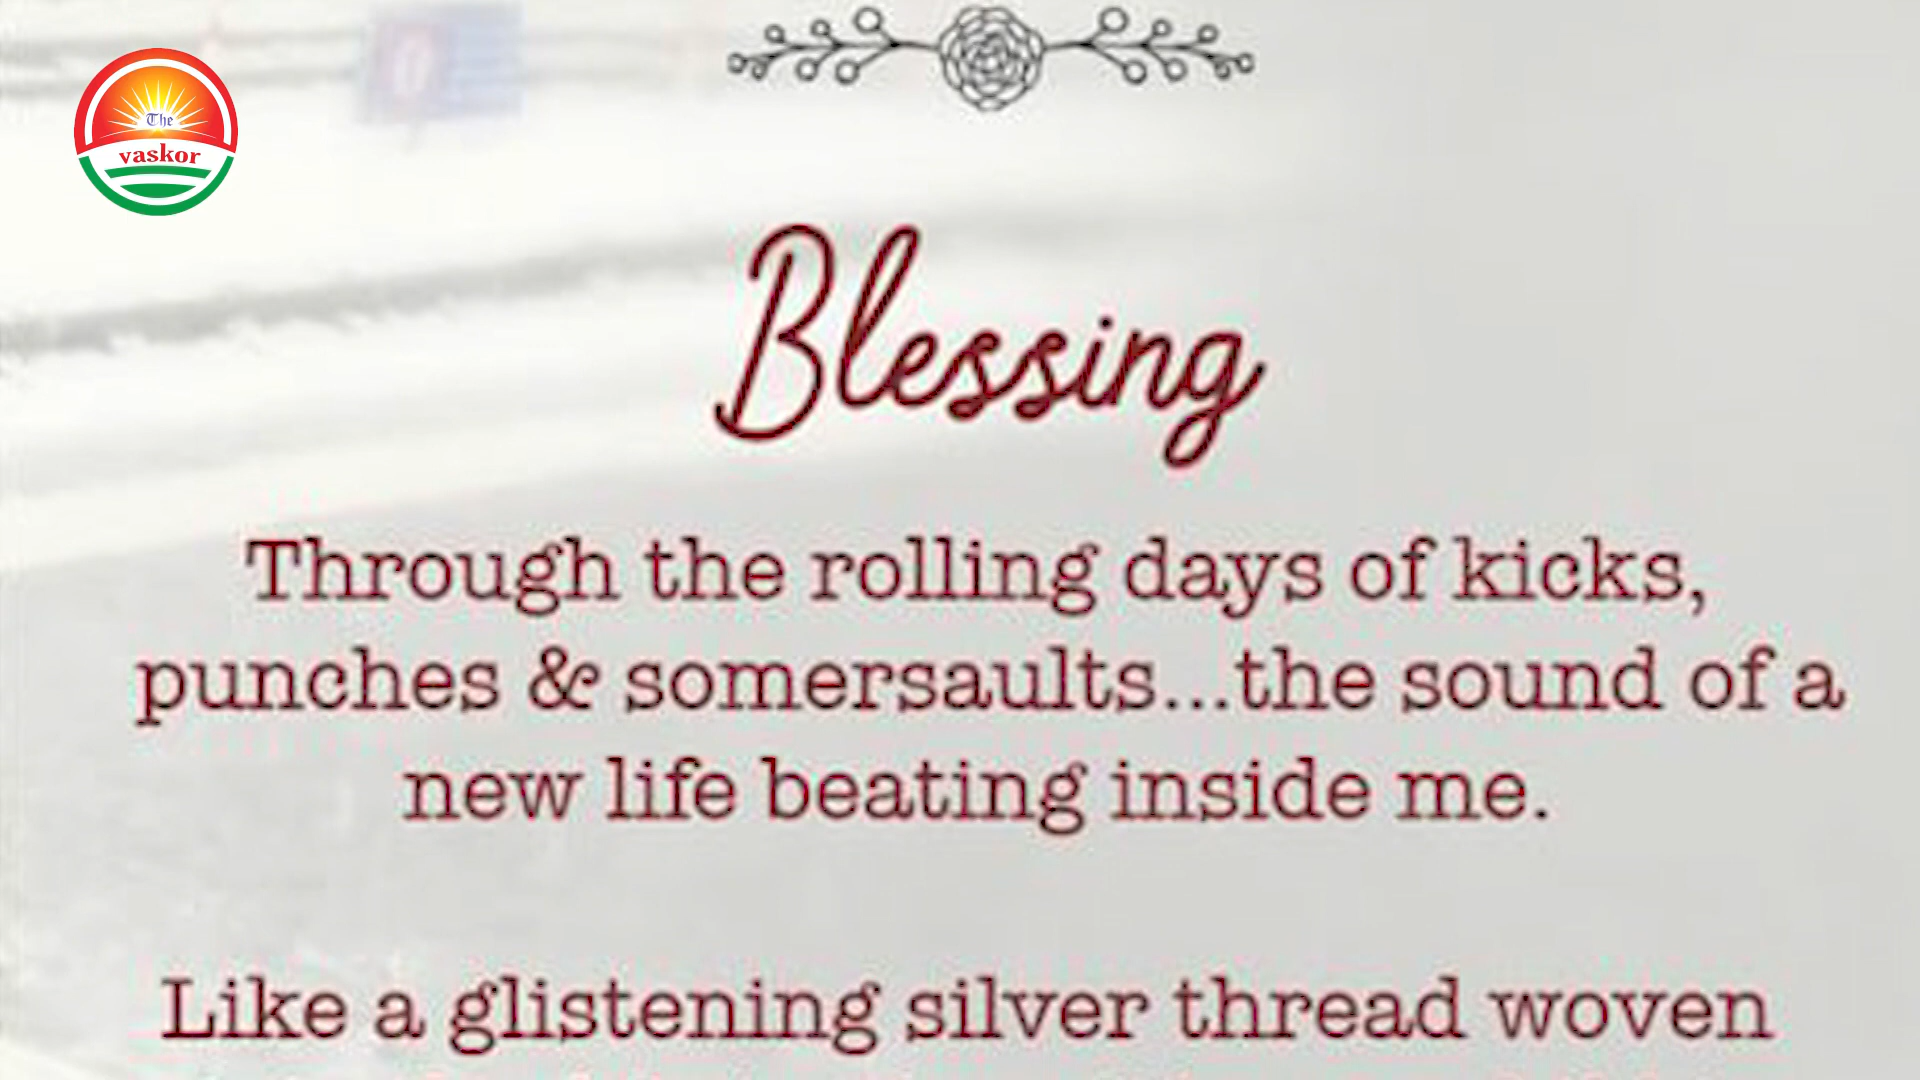 The
vaskor
Blessing
Through the rolling days of kicks,
punches & somersaults...the sound of a
new life beating inside me.
Like a glistening silver thread woven